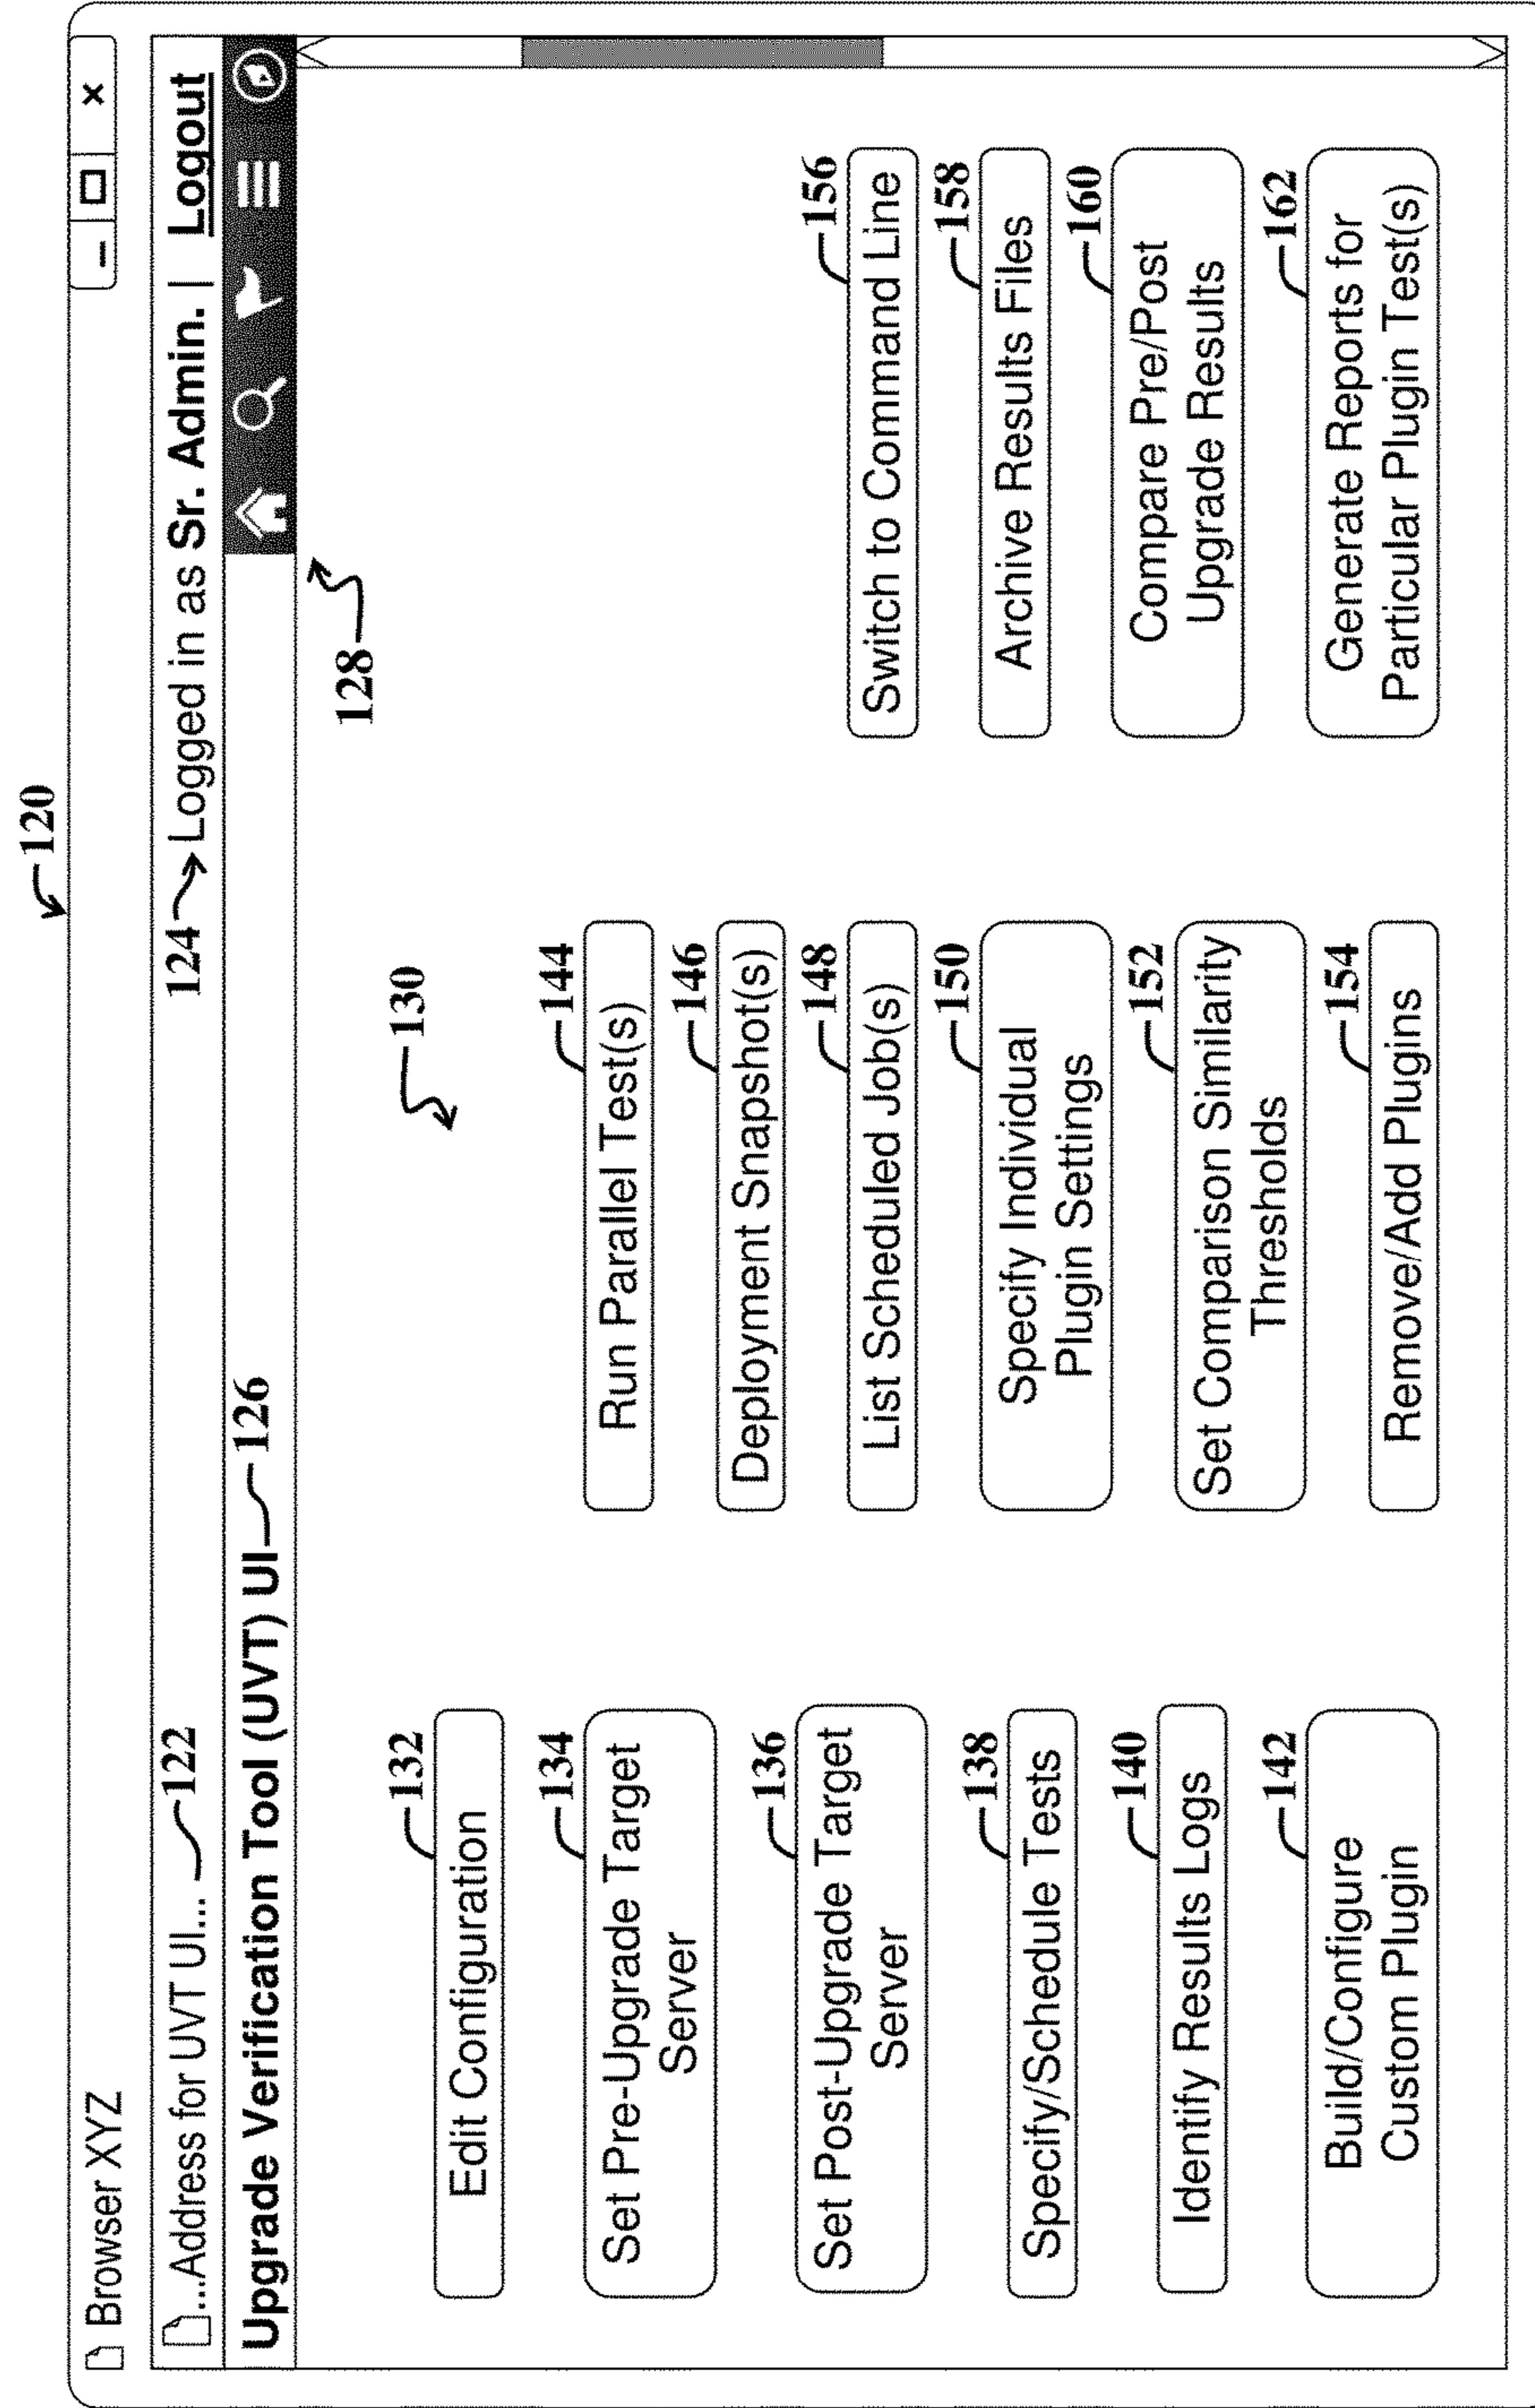 120
Browser XYZ
...Address for UVT UI... 122
124 Logged in as Sr. Admin. | Logout
Upgrade Verification Tool (UVT) UI 126
128
130
132
Edit Configuration
134
Set Pre-Upgrade Target
Server
136
Set Post-Upgrade Target
Server
138
Specify/Schedule Tests
140
Identify Results Logs
142
Build/Configure
Custom Plugin
144
Run Parallel Test(s)
146
Deployment Snapshot(s)
148
List Scheduled Job(s)
150
Specify Individual
Plugin Settings
152
Set Comparison Similarity
Thresholds
154
Remove/Add Plugins
156
Switch to Command Line
158
Archive Results Files
160
Compare Pre/Post
Upgrade Results
162
Generate Reports for
Particular Plugin Test(s)